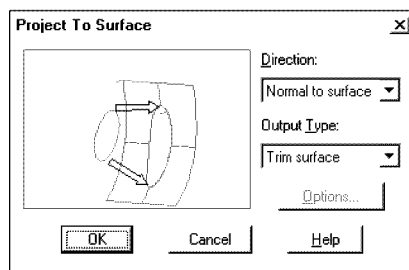 Project To Surface
Direction:
Normal to surface
Output Type:
Trim surface
Options...
OK
Cancel
Help